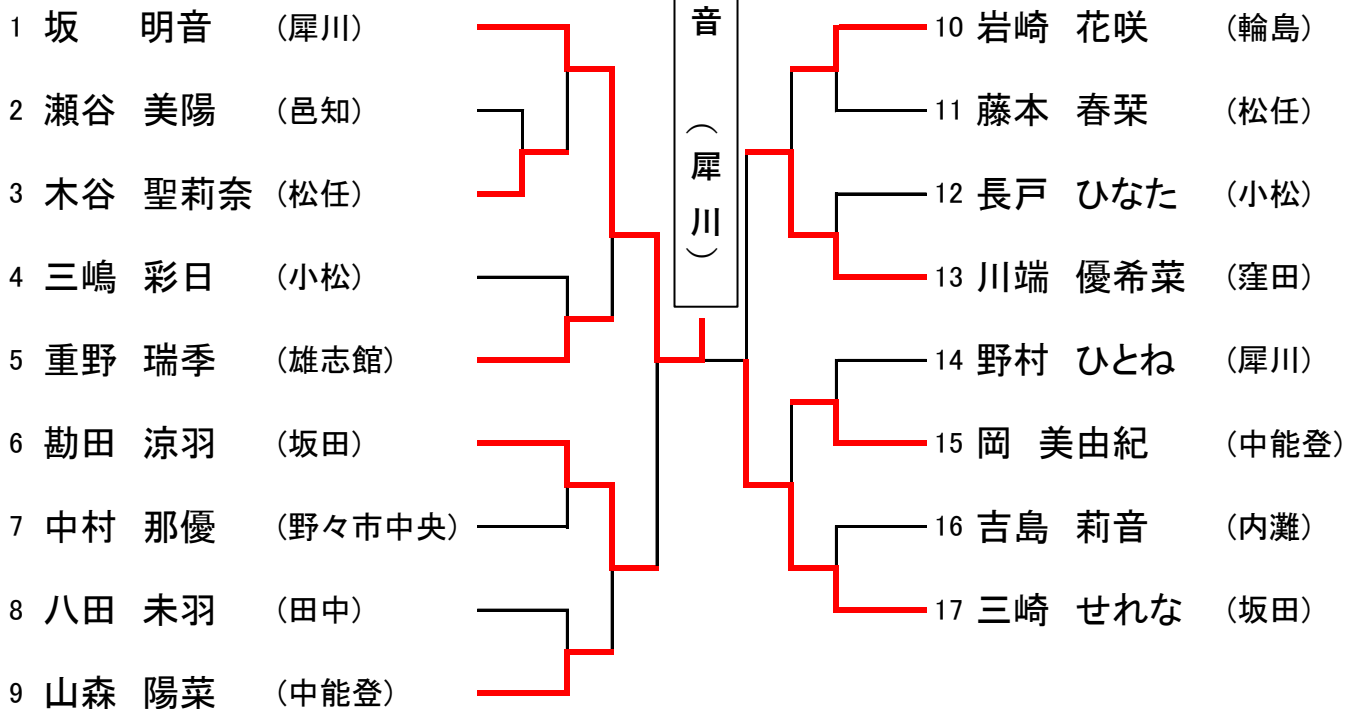 1 坂 明音 (犀川)
2 瀬谷 美陽 (邑知)
3 木谷 聖莉奈 (松任)
4 三嶋 彩日 (小松)
5 重野 瑞季 (雄志館)
6 勘田 涼羽 (坂田)
7 中村 那優 (野々市中央)
8 八田 未羽 (田中)
9 山森 陽菜 (中能登)
音 (犀川)
10 岩崎 花咲 (輪島)
11 藤本 春栞 (松任)
12 長戸 ひなた (小松)
13 川端 優希菜 (窪田)
14 野村 ひとね (犀川)
15 岡 美由紀 (中能登)
16 吉島 莉音 (内灘)
17 三崎 せれな (坂田)